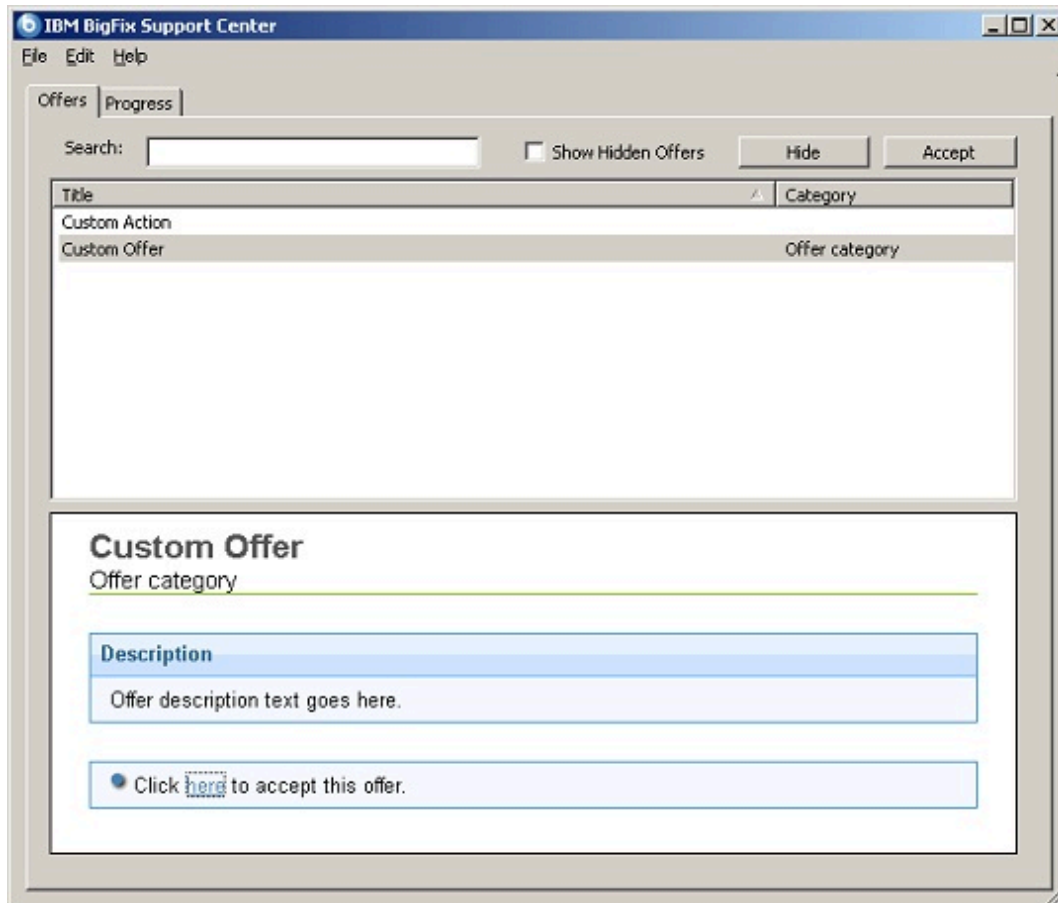 IBM BigFix Support Center
File Edit Help
Offers Progress
Search: Show Hidden Offers Hide Accept
Title Category
Custom Action
Custom Offer Offer category
Custom Offer
Offer category
Description
Offer description text goes here.
Click here to accept this offer.